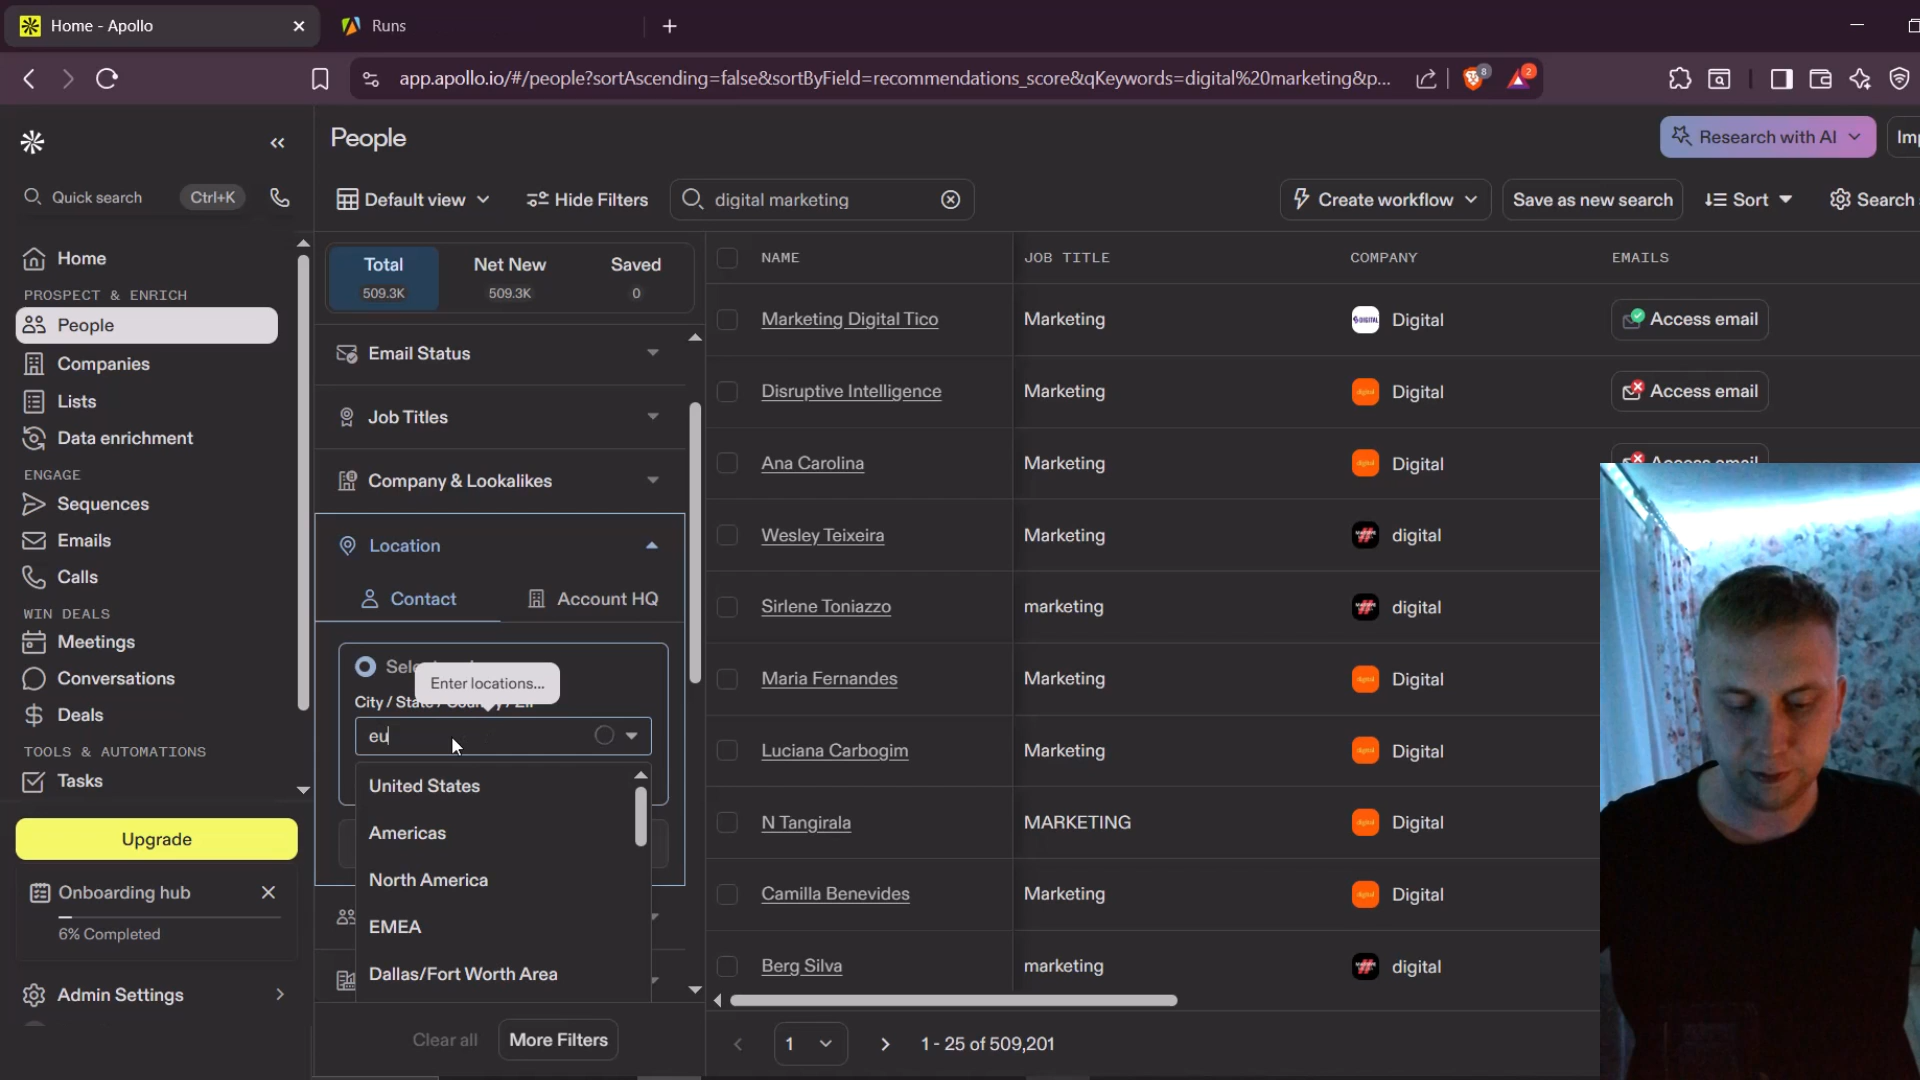 Home - Apollo
Runs
app.apollo.io/#/people?sortAscending=false&sortByField=recommendations_score&qKeywords=digital%20marketing&p...
8
2
People
Research with AI
Quick search
Ctrl+K
Default view
Hide Filters
digital marketing
Create workflow
Save as new search
Sort
Search
Home
PROSPECT & ENRICH
People
Companies
Lists
Data enrichment
ENGAGE
Sequences
Emails
Calls
WIN DEALS
Meetings
Conversations
Deals
TOOLS & AUTOMATIONS
Tasks
Upgrade
Onboarding hub
6% Completed
Admin Settings
Total
509.3K
Net New
509.3K
Saved
0
Email Status
Job Titles
Company & Lookalikes
Location
Contact
Account HQ
Enter locations...
City / State / Country / ZIP
eu
United States
Americas
North America
EMEA
Dallas/Fort Worth Area
Clear all
More Filters
NAME
JOB TITLE
COMPANY
EMAILS
Marketing Digital Tico
Marketing
Digital
Access email
Disruptive Intelligence
Marketing
Digital
Access email
Ana Carolina
Marketing
Digital
Access email
Wesley Teixeira
Marketing
digital
Sirlene Toniazzo
marketing
digital
Maria Fernandes
Marketing
Digital
Luciana Carbogim
Marketing
Digital
N Tangirala
MARKETING
Digital
Camilla Benevides
Marketing
Digital
Berg Silva
marketing
digital
1
1 - 25 of 509,201